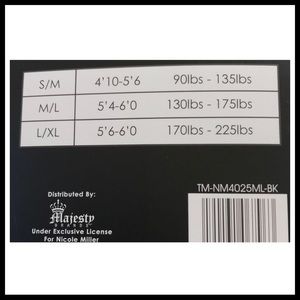 S/M 4'10-5'6 90lbs - 135lbs
M/L 5'4-6'0 130lbs - 175lbs
L/XL 5'6-6'0 170lbs - 225lbs
Distributed By:
Majesty
BRANDS
Under Exclusive License
For Nicole Miller
TM-NM4025ML-BK